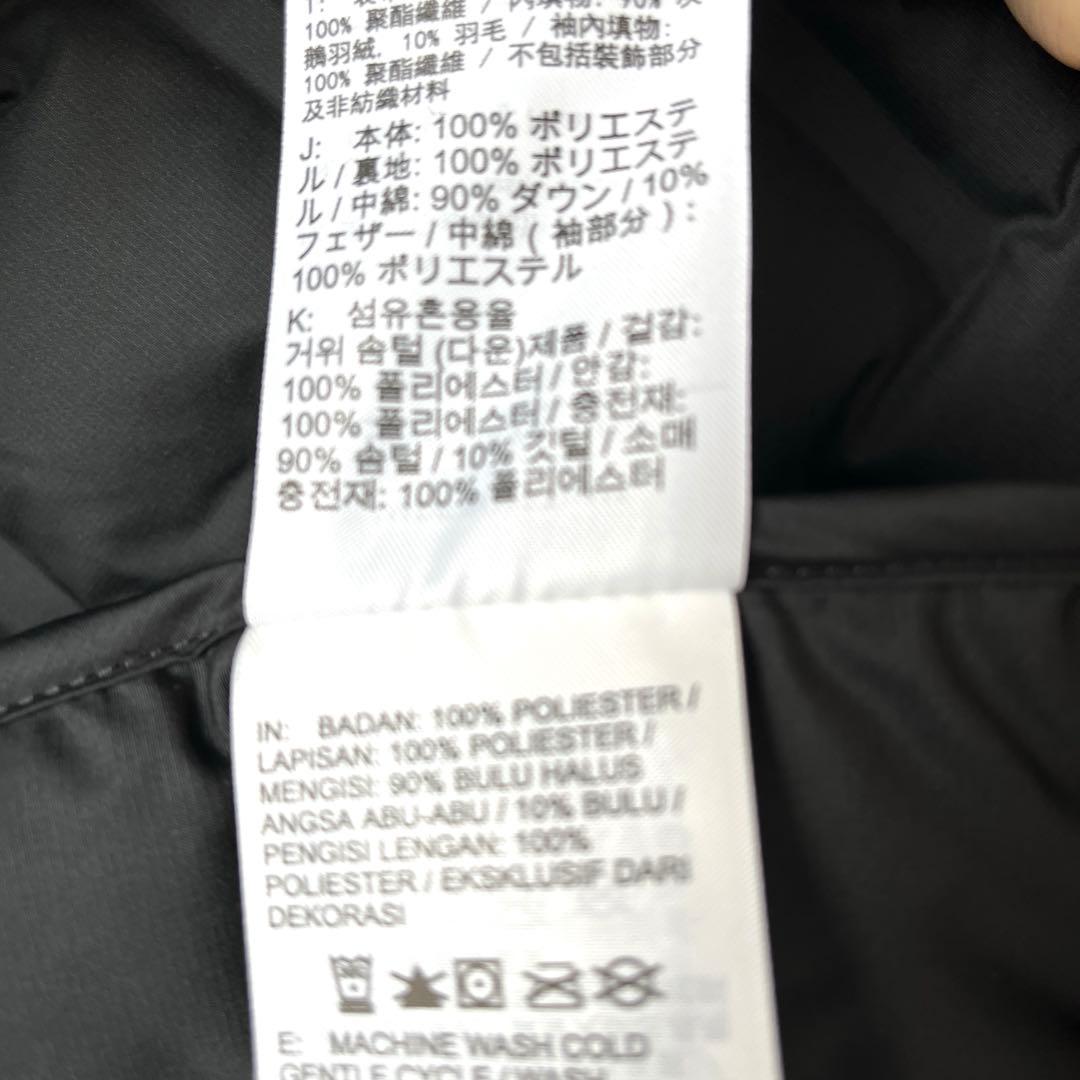 100% 聚酯纖維 / 內填物: 90% 灰
鵝羽絨, 10% 羽毛 / 袖內填物:
100% 聚酯纖維 / 不包括裝飾部分
及非紡織材料
J: 本体: 100% ポリエステ
ル / 裏地: 100% ポリエステ
ル / 中綿: 90% ダウン / 10%
フェザー / 中綿 ( 袖部分 ) :
100% ポリエステル
K: 섬유혼용율
거위 솜털 (다운)제품 / 겉감:
100% 폴리에스터 / 안감:
100% 폴리에스터 / 충전재:
90% 솜털 / 10% 깃털 / 소매
충전재: 100% 폴리에스터
IN: BADAN: 100% POLIESTER /
LAPISAN: 100% POLIESTER /
MENGISI: 90% BULU HALUS
ANGSA ABU-ABU / 10% BULU /
PENGISI LENGAN: 100%
POLIESTER / EKSKLUSIF DARI
DEKORASI
E: MACHINE WASH COLD
GENTLE CYCLE / WASH